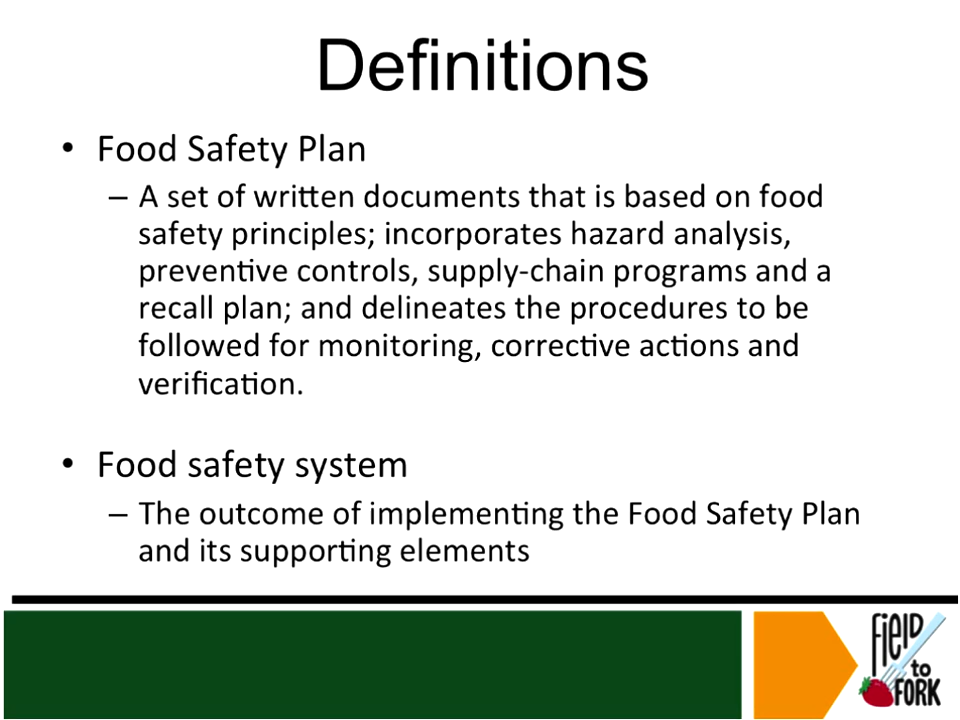 Definitions
• Food Safety Plan
– A set of written documents that is based on food
safety principles; incorporates hazard analysis,
preventive controls, supply-chain programs and a
recall plan; and delineates the procedures to be
followed for monitoring, corrective actions and
verification.
• Food safety system
– The outcome of implementing the Food Safety Plan
and its supporting elements
FiElD
to
FORK